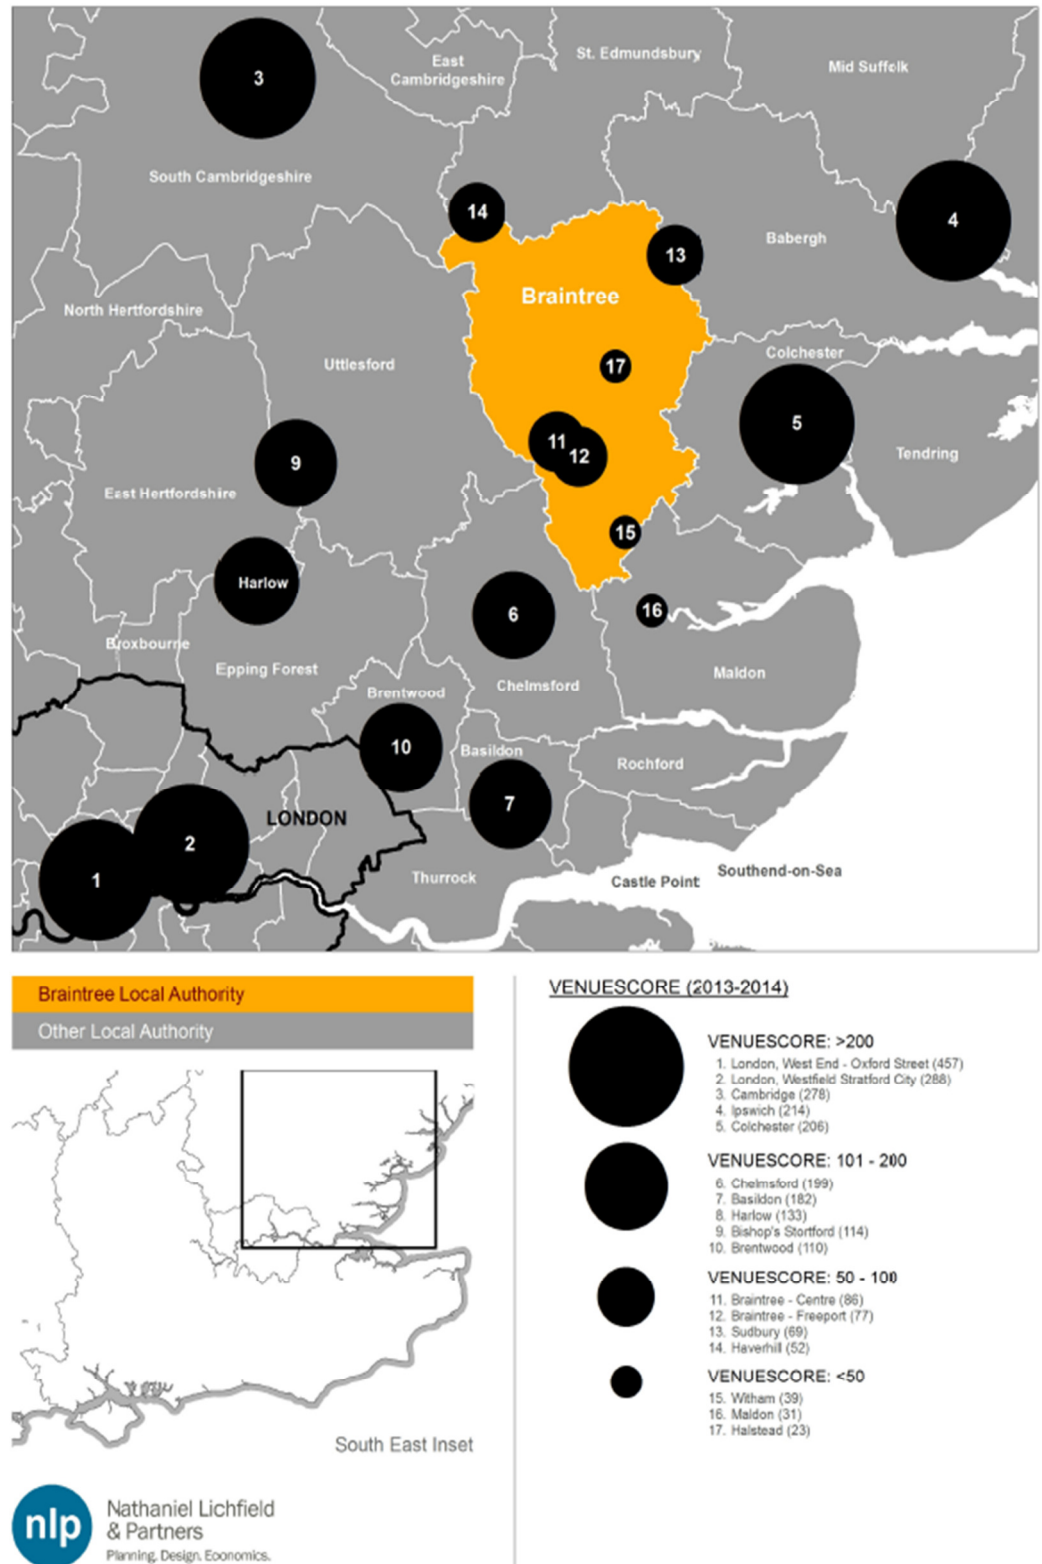 3
East
Cambridgeshire
St. Edmundsbury
Mid Suffolk
South Cambridgeshire
14
4
13
Babergh
Braintree
North Hertfordshire
Uttlesford
17
Colchester
5
11
12
9
East Hertfordshire
Tendring
15
Harlow
6
16
Broxbourne
Epping Forest
Chelmsford
Maldon
Brentwood
10
Basildon
Rochford
7
LONDON
2
1
Thurrock
Castle Point
Southend-on-Sea
Braintree Local Authority
Other Local Authority
South East Inset
nlp
Nathaniel Lichfield
& Partners
Planning. Design. Economics.
VENUESCORE (2013-2014)
VENUESCORE: >200
1. London, West End - Oxford Street (457)
2. London, Westfield Stratford City (288)
3. Cambridge (278)
4. Ipswich (214)
5. Colchester (206)
VENUESCORE: 101 - 200
6. Chelmsford (199)
7. Basildon (182)
8. Harlow (133)
9. Bishop's Stortford (114)
10. Brentwood (110)
VENUESCORE: 50 - 100
11. Braintree - Centre (86)
12. Braintree - Freeport (77)
13. Sudbury (69)
14. Haverhill (52)
VENUESCORE: <50
15. Witham (39)
16. Maldon (31)
17. Halstead (23)